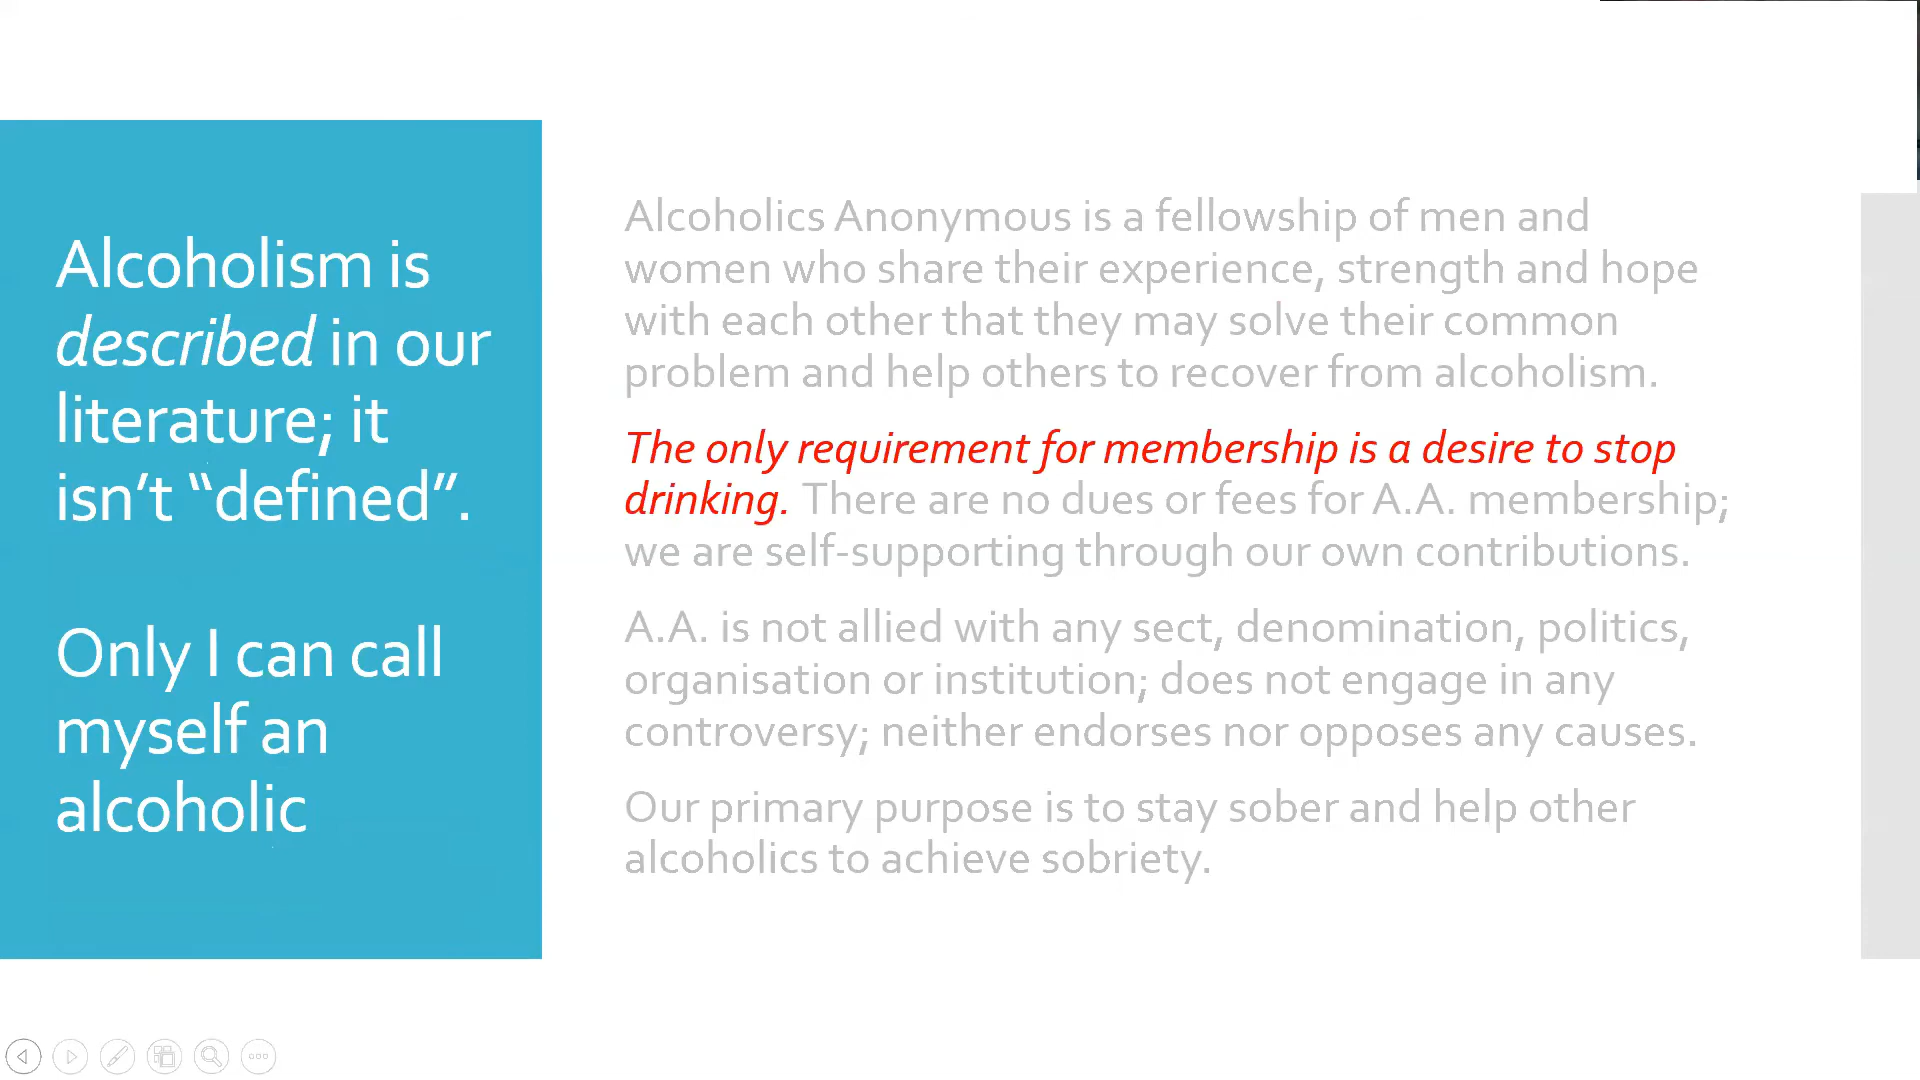 Alcoholism is
described in our
literature; it
isn’t “defined”.
Only I can call
myself an
alcoholic
Alcoholics Anonymous is a fellowship of men and
women who share their experience, strength and hope
with each other that they may solve their common
problem and help others to recover from alcoholism.
The only requirement for membership is a desire to stop
drinking. There are no dues or fees for A.A. membership;
we are self-supporting through our own contributions.
A.A. is not allied with any sect, denomination, politics,
organisation or institution; does not engage in any
controversy; neither endorses nor opposes any causes.
Our primary purpose is to stay sober and help other
alcoholics to achieve sobriety.